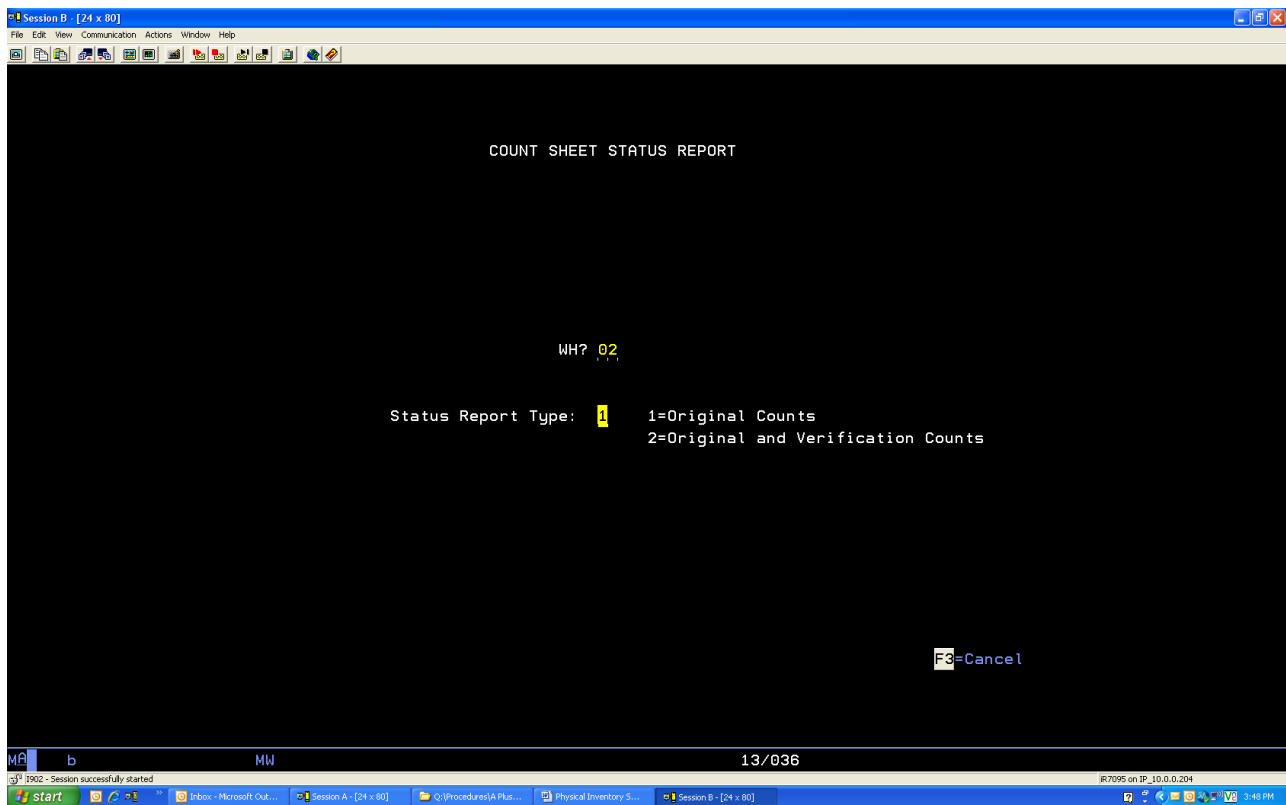 Session B - [24 x 80]
File Edit View Communication Actions Window Help
COUNT SHEET STATUS REPORT
WH? 02
Status Report Type: 1 1=Original Counts
2=Original and Verification Counts
F3=Cancel
MA b MW 13/036
I902 - Session successfully started iR7095 on IP_10.0.0.204
start Inbox - Microsoft Out... Session A - [24 x 80] Q:\Procedures\A Plus... Physical Inventory S... Session B - [24 x 80] 3:48 PM